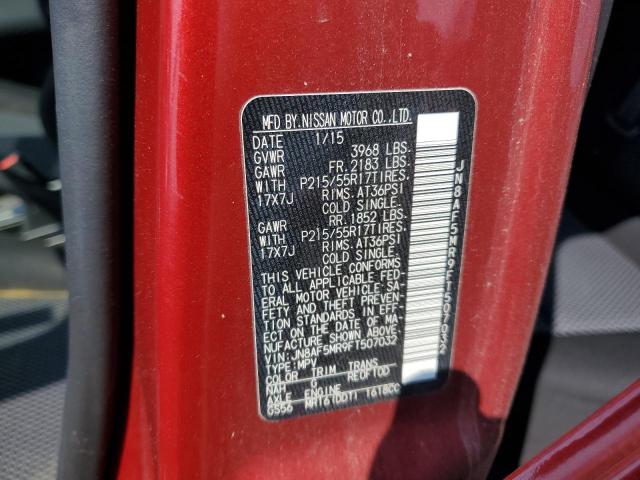 MFD BY.NISSAN MOTOR CO.,LTD.
DATE 1/15
GVWR 3968 LBS.
GAWR FR. 2183 LBS.
WITH P215/55R17TIRES.
17X7J RIMS.AT36PSI
COLD SINGLE.
GAWR RR. 1852 LBS.
WITH P215/55R17TIRES.
17X7J RIMS.AT36PSI
COLD SINGLE.
THIS VEHICLE CONFORMS
TO ALL APPLICABLE FED-
ERAL MOTOR VEHICLE SA-
FETY AND THEFT PREVEN-
TION STANDARDS IN EFF-
ECT ON THE DATE OF MA-
NUFACTURE SHOWN ABOVE.
VIN:JN8AF5MR9FT507032
TYPE:MPV
COLOR TRIM TRANS
NAH G RE0F10D
AXLE ENGINE
GS56 MR16(DDT) 1618CC
JN8AF5MR9FT507032